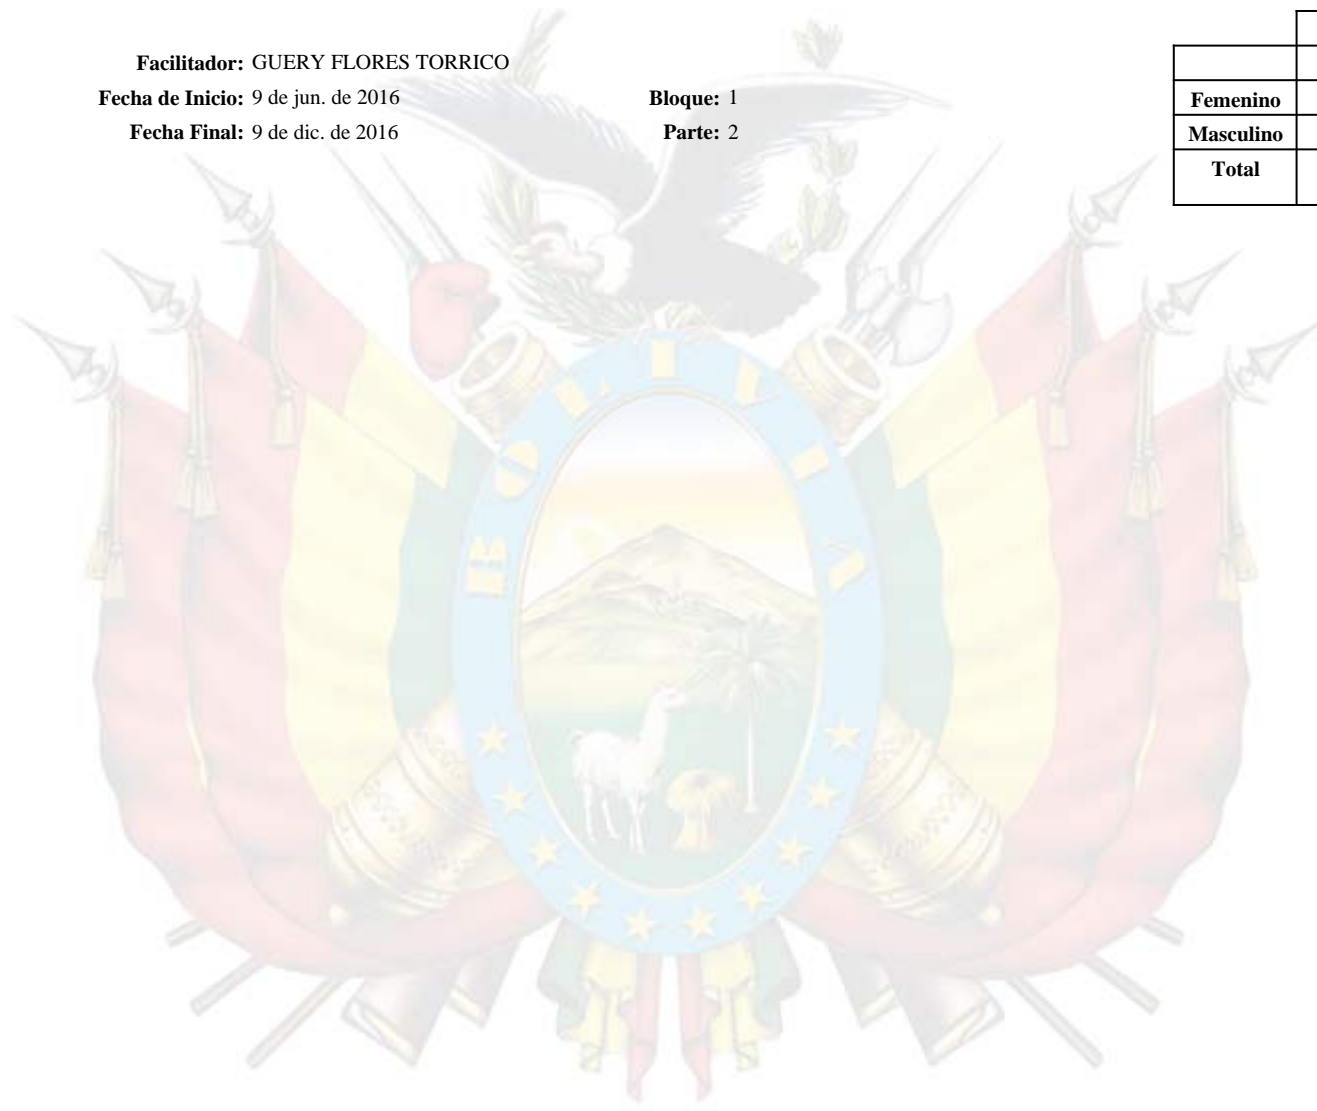 Facilitador: GUERY FLORES TORRICO
Fecha de Inicio: 9 de jun. de 2016 Bloque: 1
Fecha Final: 9 de dic. de 2016 Parte: 2
Femenino
Masculino
Total
BOLIVIA